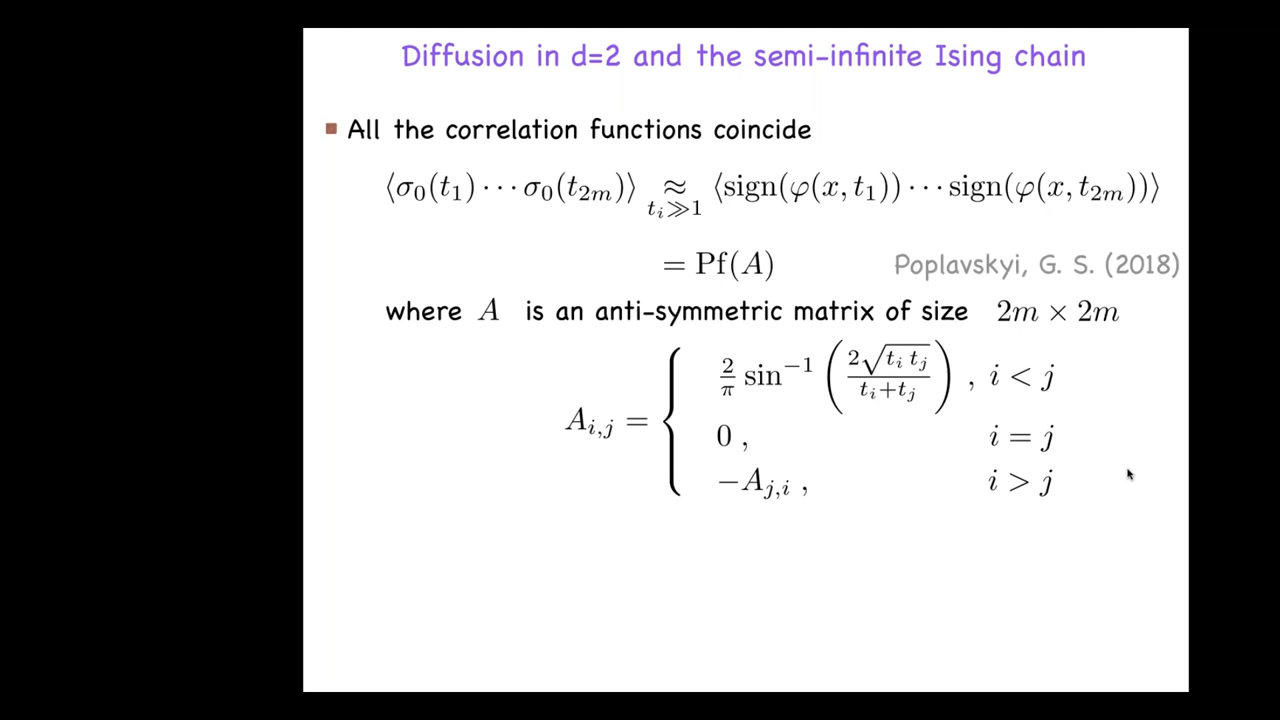 Diffusion in d=2 and the semi-infinite Ising chain
All the correlation functions coincide
⟨σ₀(t₁) ⋯ σ₀(t₂ₘ)⟩ ≈ ⟨sign(φ(x, t₁)) ⋯ sign(φ(x, t₂ₘ))⟩
tᵢ≫1
= Pf(A) Poplavskyi, G. S. (2018)
where A is an anti-symmetric matrix of size 2m × 2m
A_{i,j} = { 2/π sin⁻¹ (2√(tᵢ tⱼ) / (tᵢ+tⱼ)) , i < j
0 , i = j
−A_{j,i} , i > j